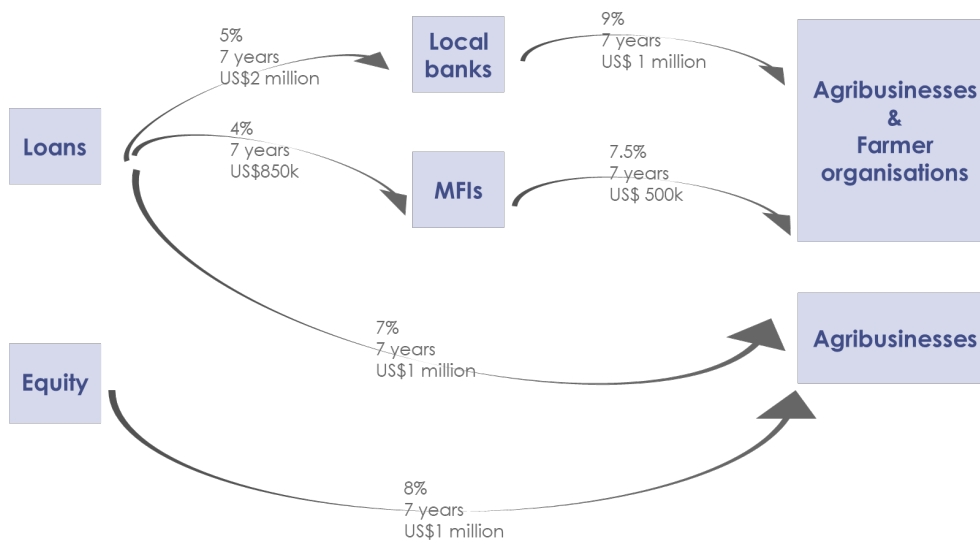 5%
7 years
US$2 million
Local
banks
9%
7 years
US$ 1 million
Agribusinesses
&
Farmer
organisations
Loans
4%
7 years
US$850k
MFIs
7.5%
7 years
US$ 500k
7%
7 years
US$1 million
Agribusinesses
Equity
8%
7 years
US$1 million